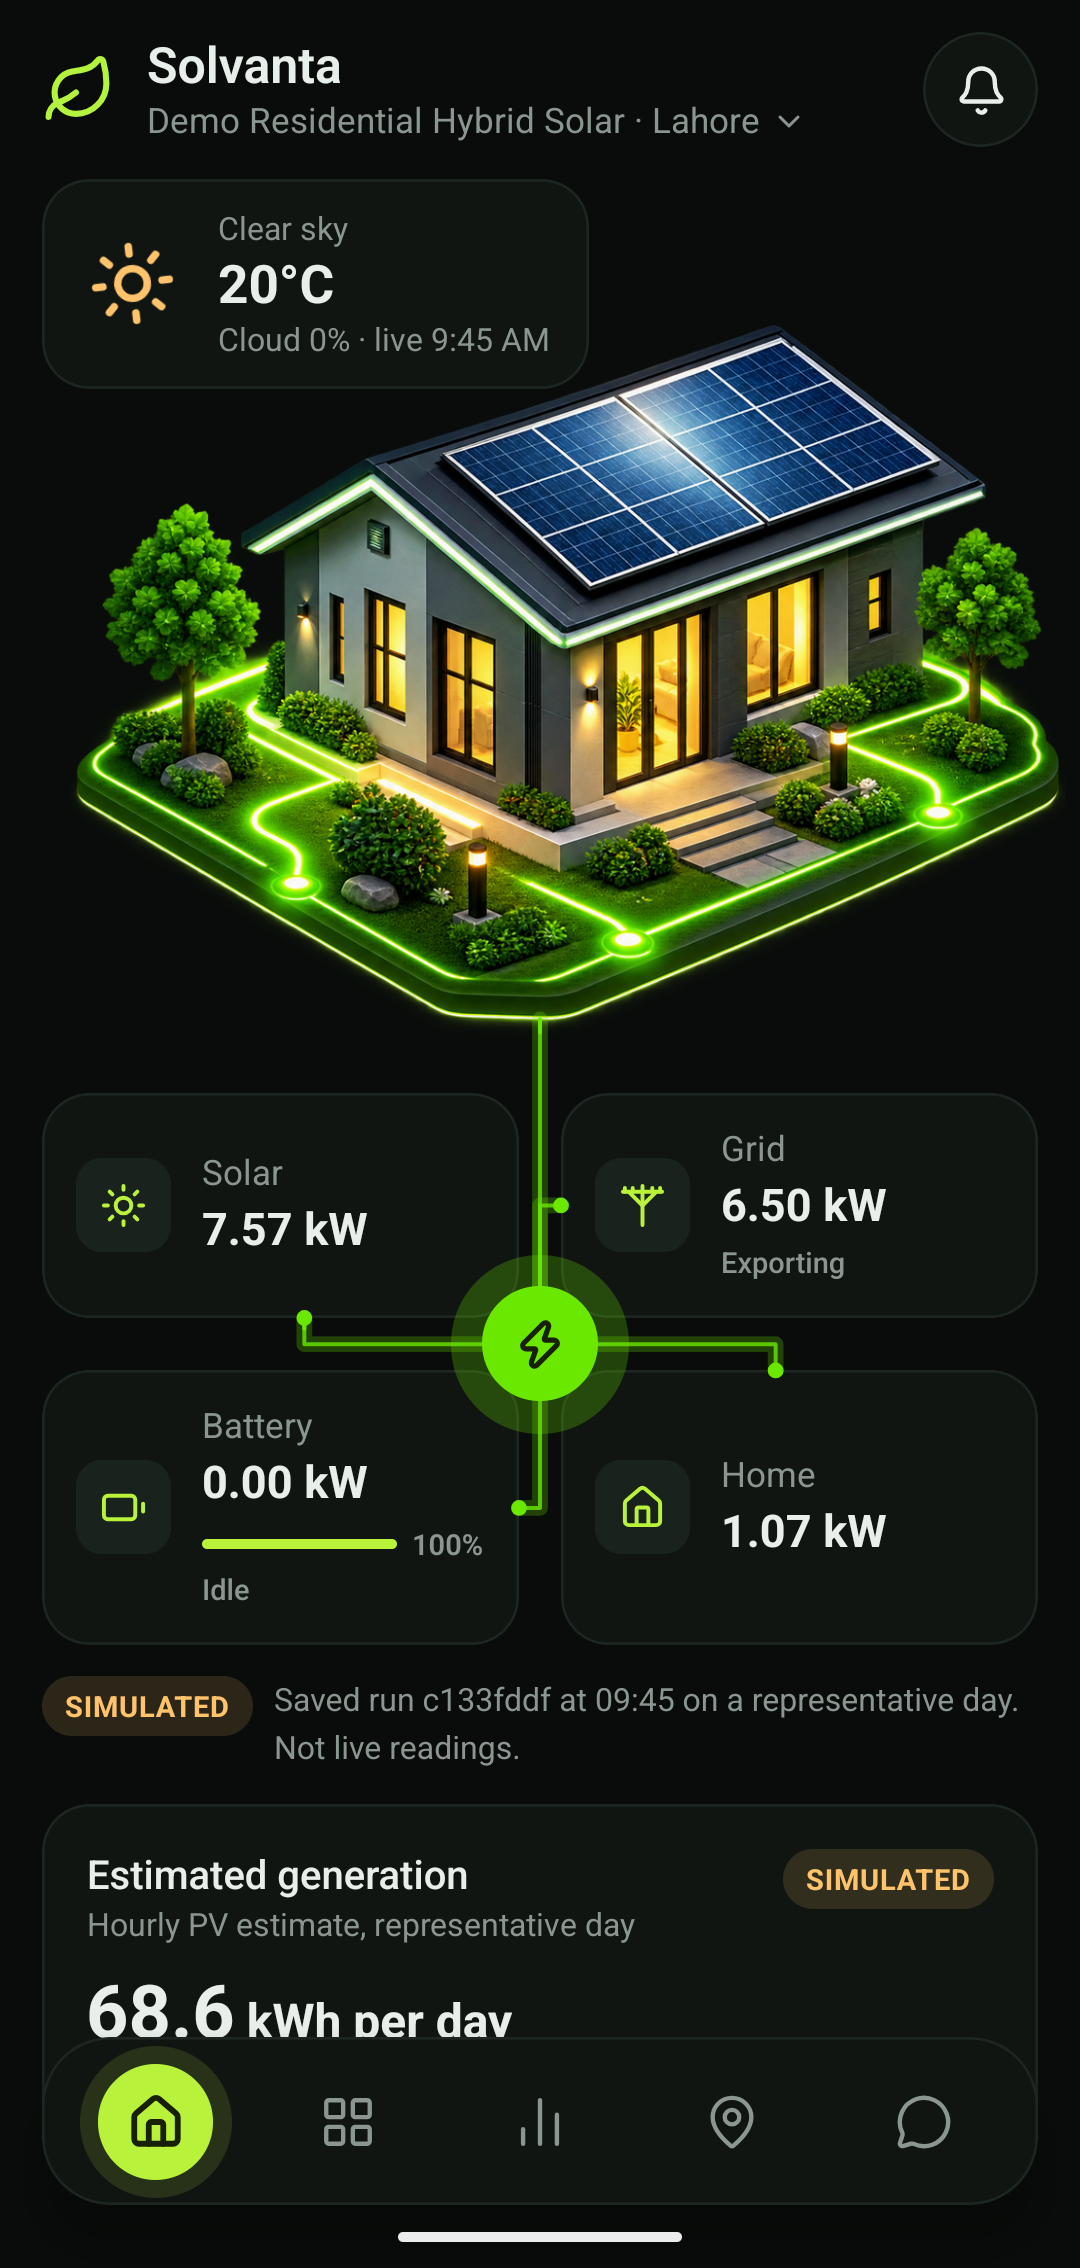 Solvanta
Demo Residential Hybrid Solar · Lahore
Clear sky
20°C
Cloud 0% · live 9:45 AM
Solar
7.57 kW
Grid
6.50 kW
Exporting
Battery
0.00 kW
100%
Idle
Home
1.07 kW
SIMULATED
Saved run c133fddf at 09:45 on a representative day.
Not live readings.
Estimated generation
SIMULATED
Hourly PV estimate, representative day
68.6 kWh per day